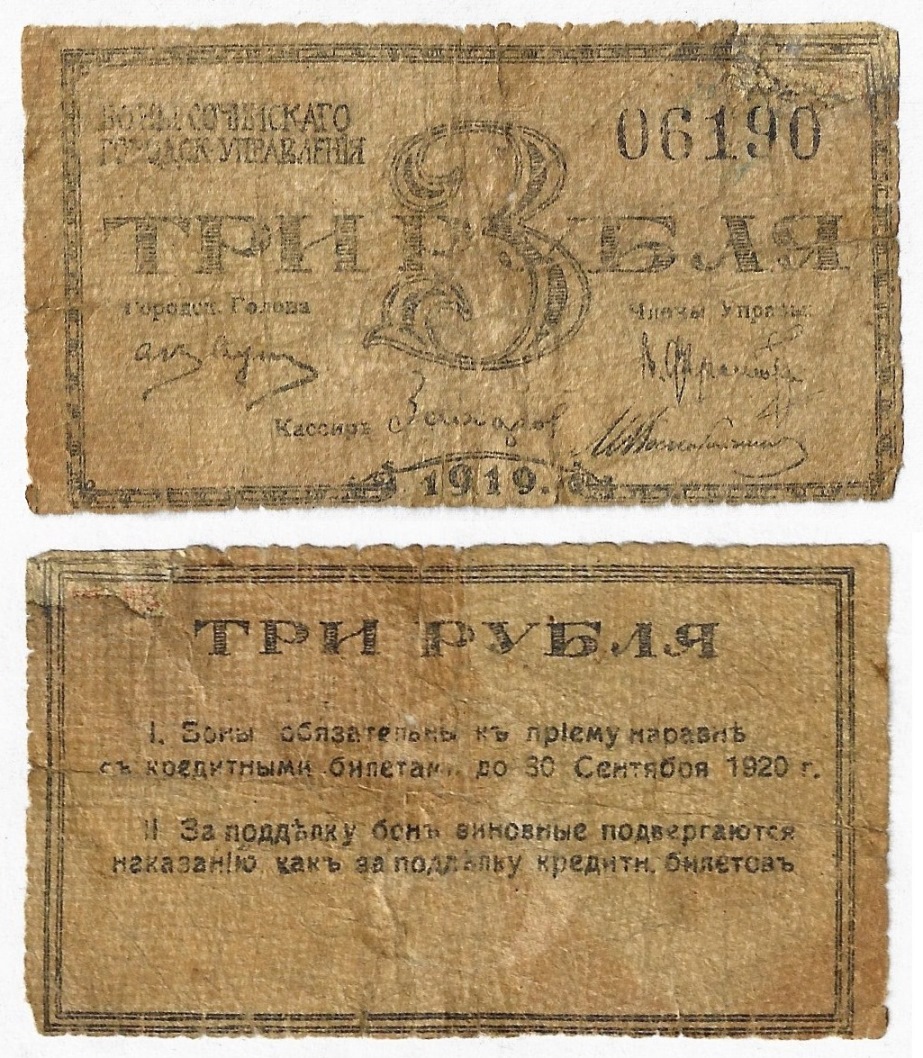 БОНЫ СОЧИНСКАГО
ГОРОДСК. УПРАВЛЕНІЯ
06190
3
ТРИ РУБЛЯ
Городск. Голова
Члены Управы:
Кассиръ
1919.
ТРИ РУБЛЯ
I. Боны обязательны къ пріему наравнѣ
съ кредитными билетами до 30 Сентября 1920 г.
II За поддѣлку бонъ виновные подвергаются
наказанію, какъ за поддѣлку кредитн. билетовъ